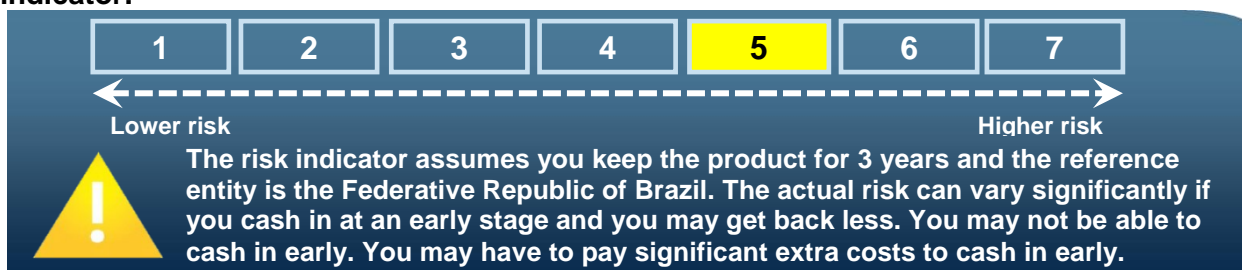 Indicator:
1 2 3 4 5 6 7
Lower risk Higher risk
The risk indicator assumes you keep the product for 3 years and the reference
entity is the Federative Republic of Brazil. The actual risk can vary significantly if
you cash in at an early stage and you may get back less. You may not be able to
cash in early. You may have to pay significant extra costs to cash in early.